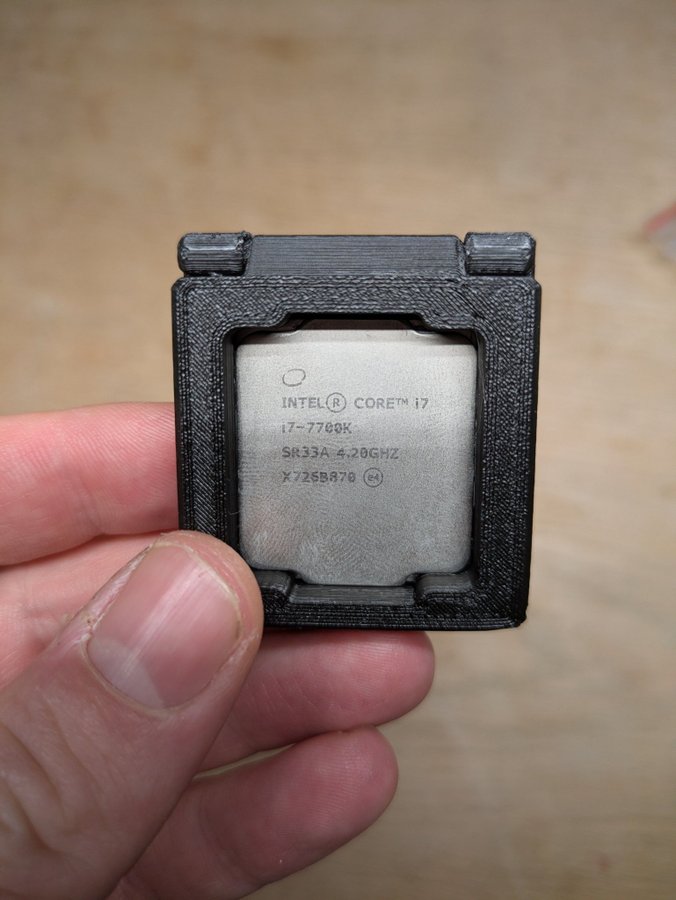 INTEL® CORE™ i7
i7-7700K
SR33A 4.20GHZ
X726B870 e4